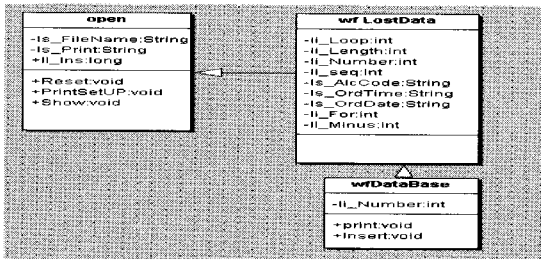 open
-ls_FileName:String
-ls_Print:String
+ll_Ins:long
+Reset:void
+PrintSetUP:void
+Show:void
wf LostData
-li_Loop:int
-li_Length:int
-li_Number:int
-li_seq:int
-ls_AlcCode:String
-ls_OrdTime:String
-ls_OrdDate:String
-li_For:int
-li_Minus:int
wfDataBase
-li_Number:int
+print:void
+Insert:void